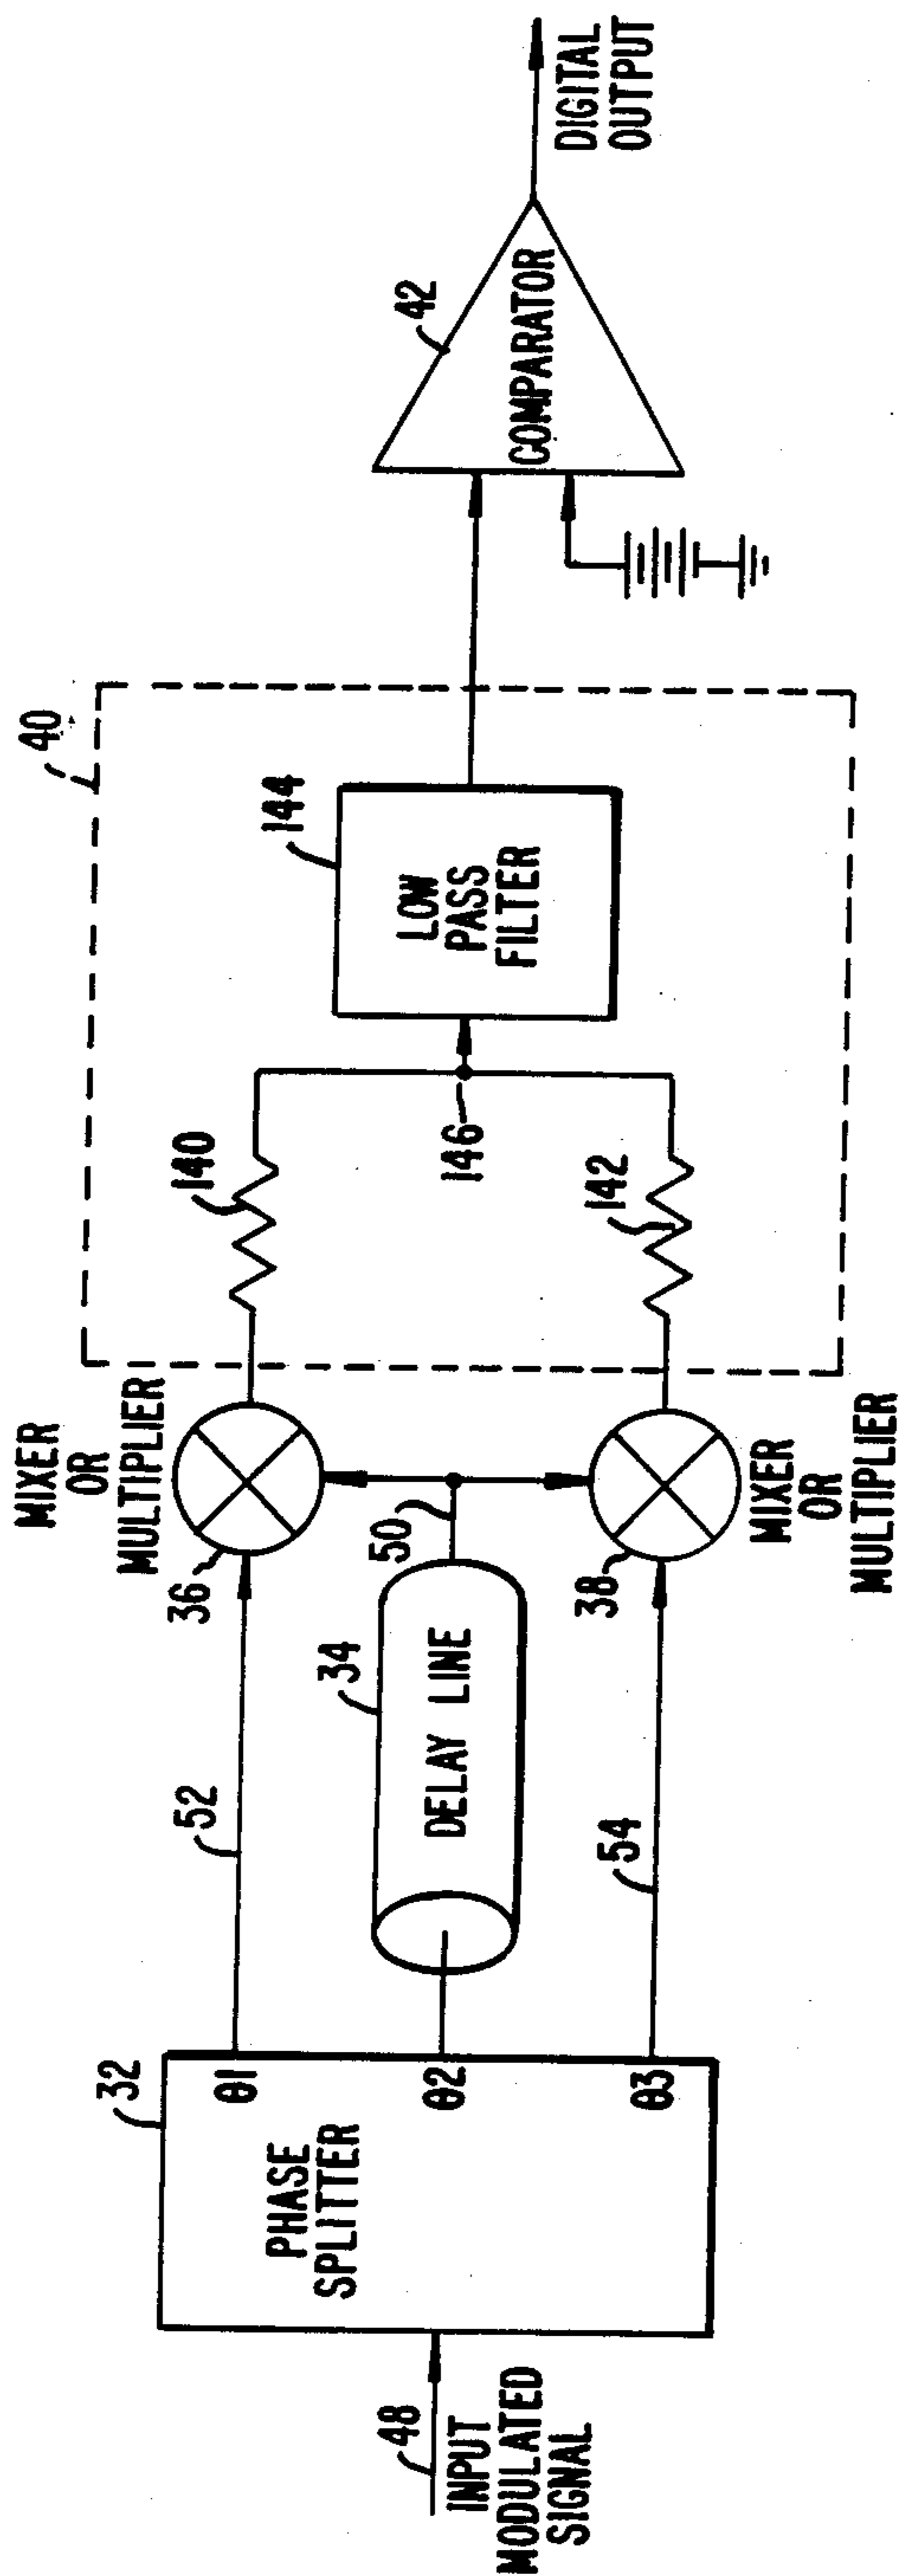 48
INPUT
MODULATED
SIGNAL
32
PHASE
SPLITTER
θ1
θ2
θ3
52
34
DELAY LINE
54
50
MIXER
OR
MULTIPLIER
36
38
MIXER
OR
MULTIPLIER
40
140
142
146
144
LOW
PASS
FILTER
42
COMPARATOR
DIGITAL
OUTPUT